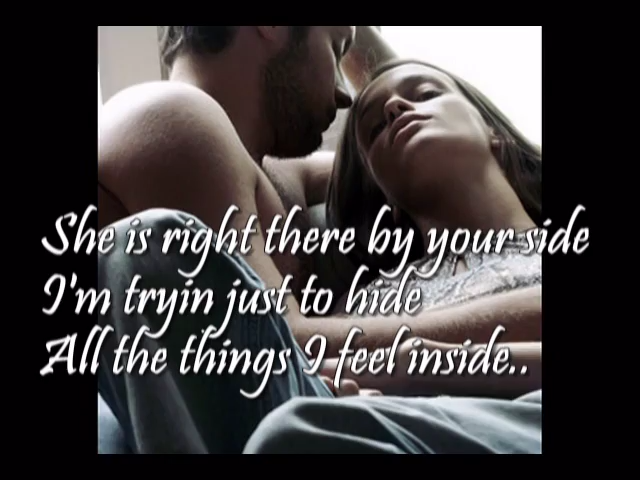 She is right there by your side
I'm tryin just to hide
All the things I feel inside..